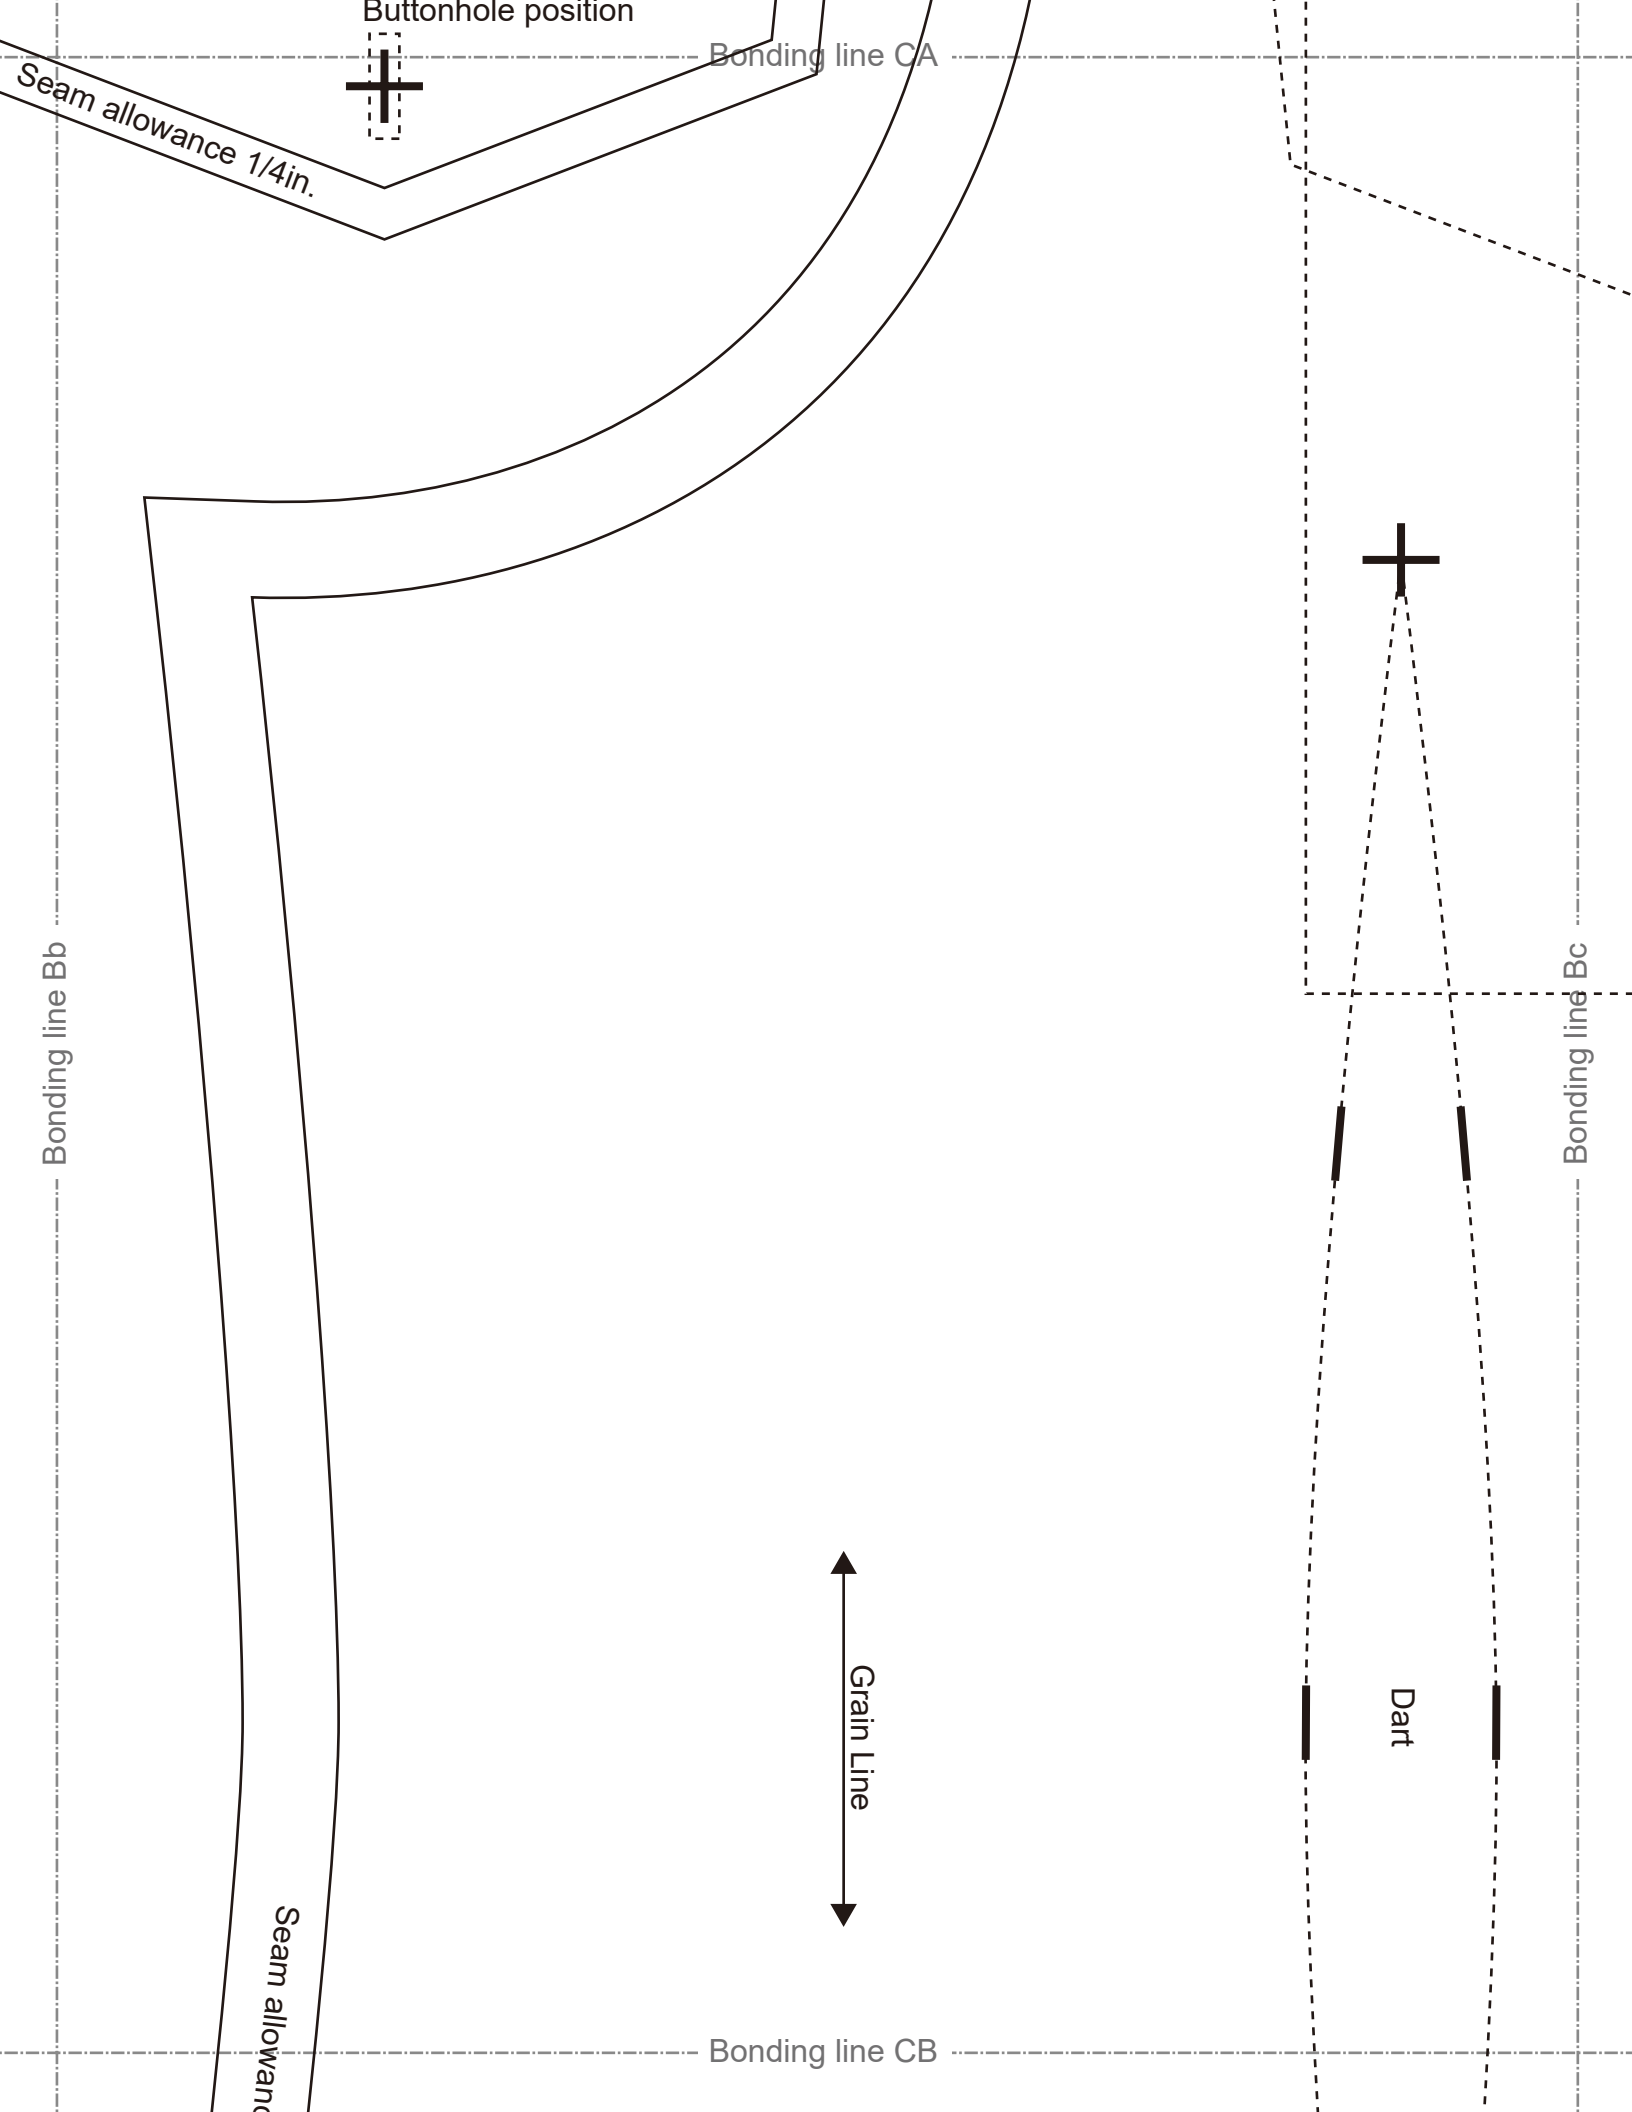 Buttonhole position
Bonding line CA
Seam allowance 1/4in.
Bonding line Bb
Bonding line Bc
Grain Line
Dart
Seam allowanc
Bonding line CB